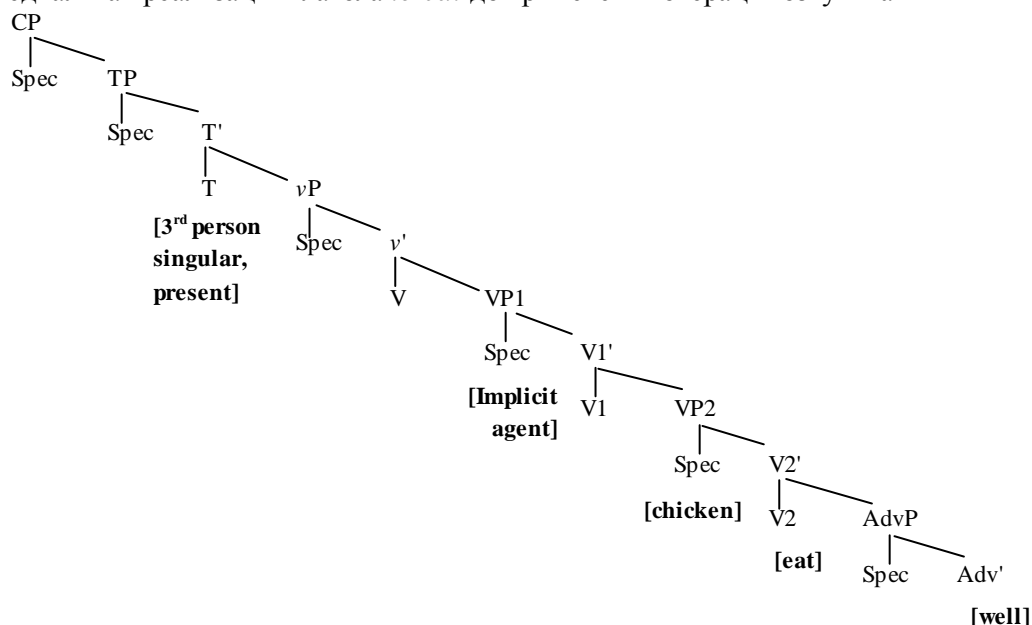 CP
Spec TP
Spec T'
T vP
[3rd person Spec v'
singular,
present] V VP1
Spec V1'
[Implicit V1 VP2
agent]
Spec V2'
[chicken] V2 AdvP
[eat] Spec Adv'
[well]